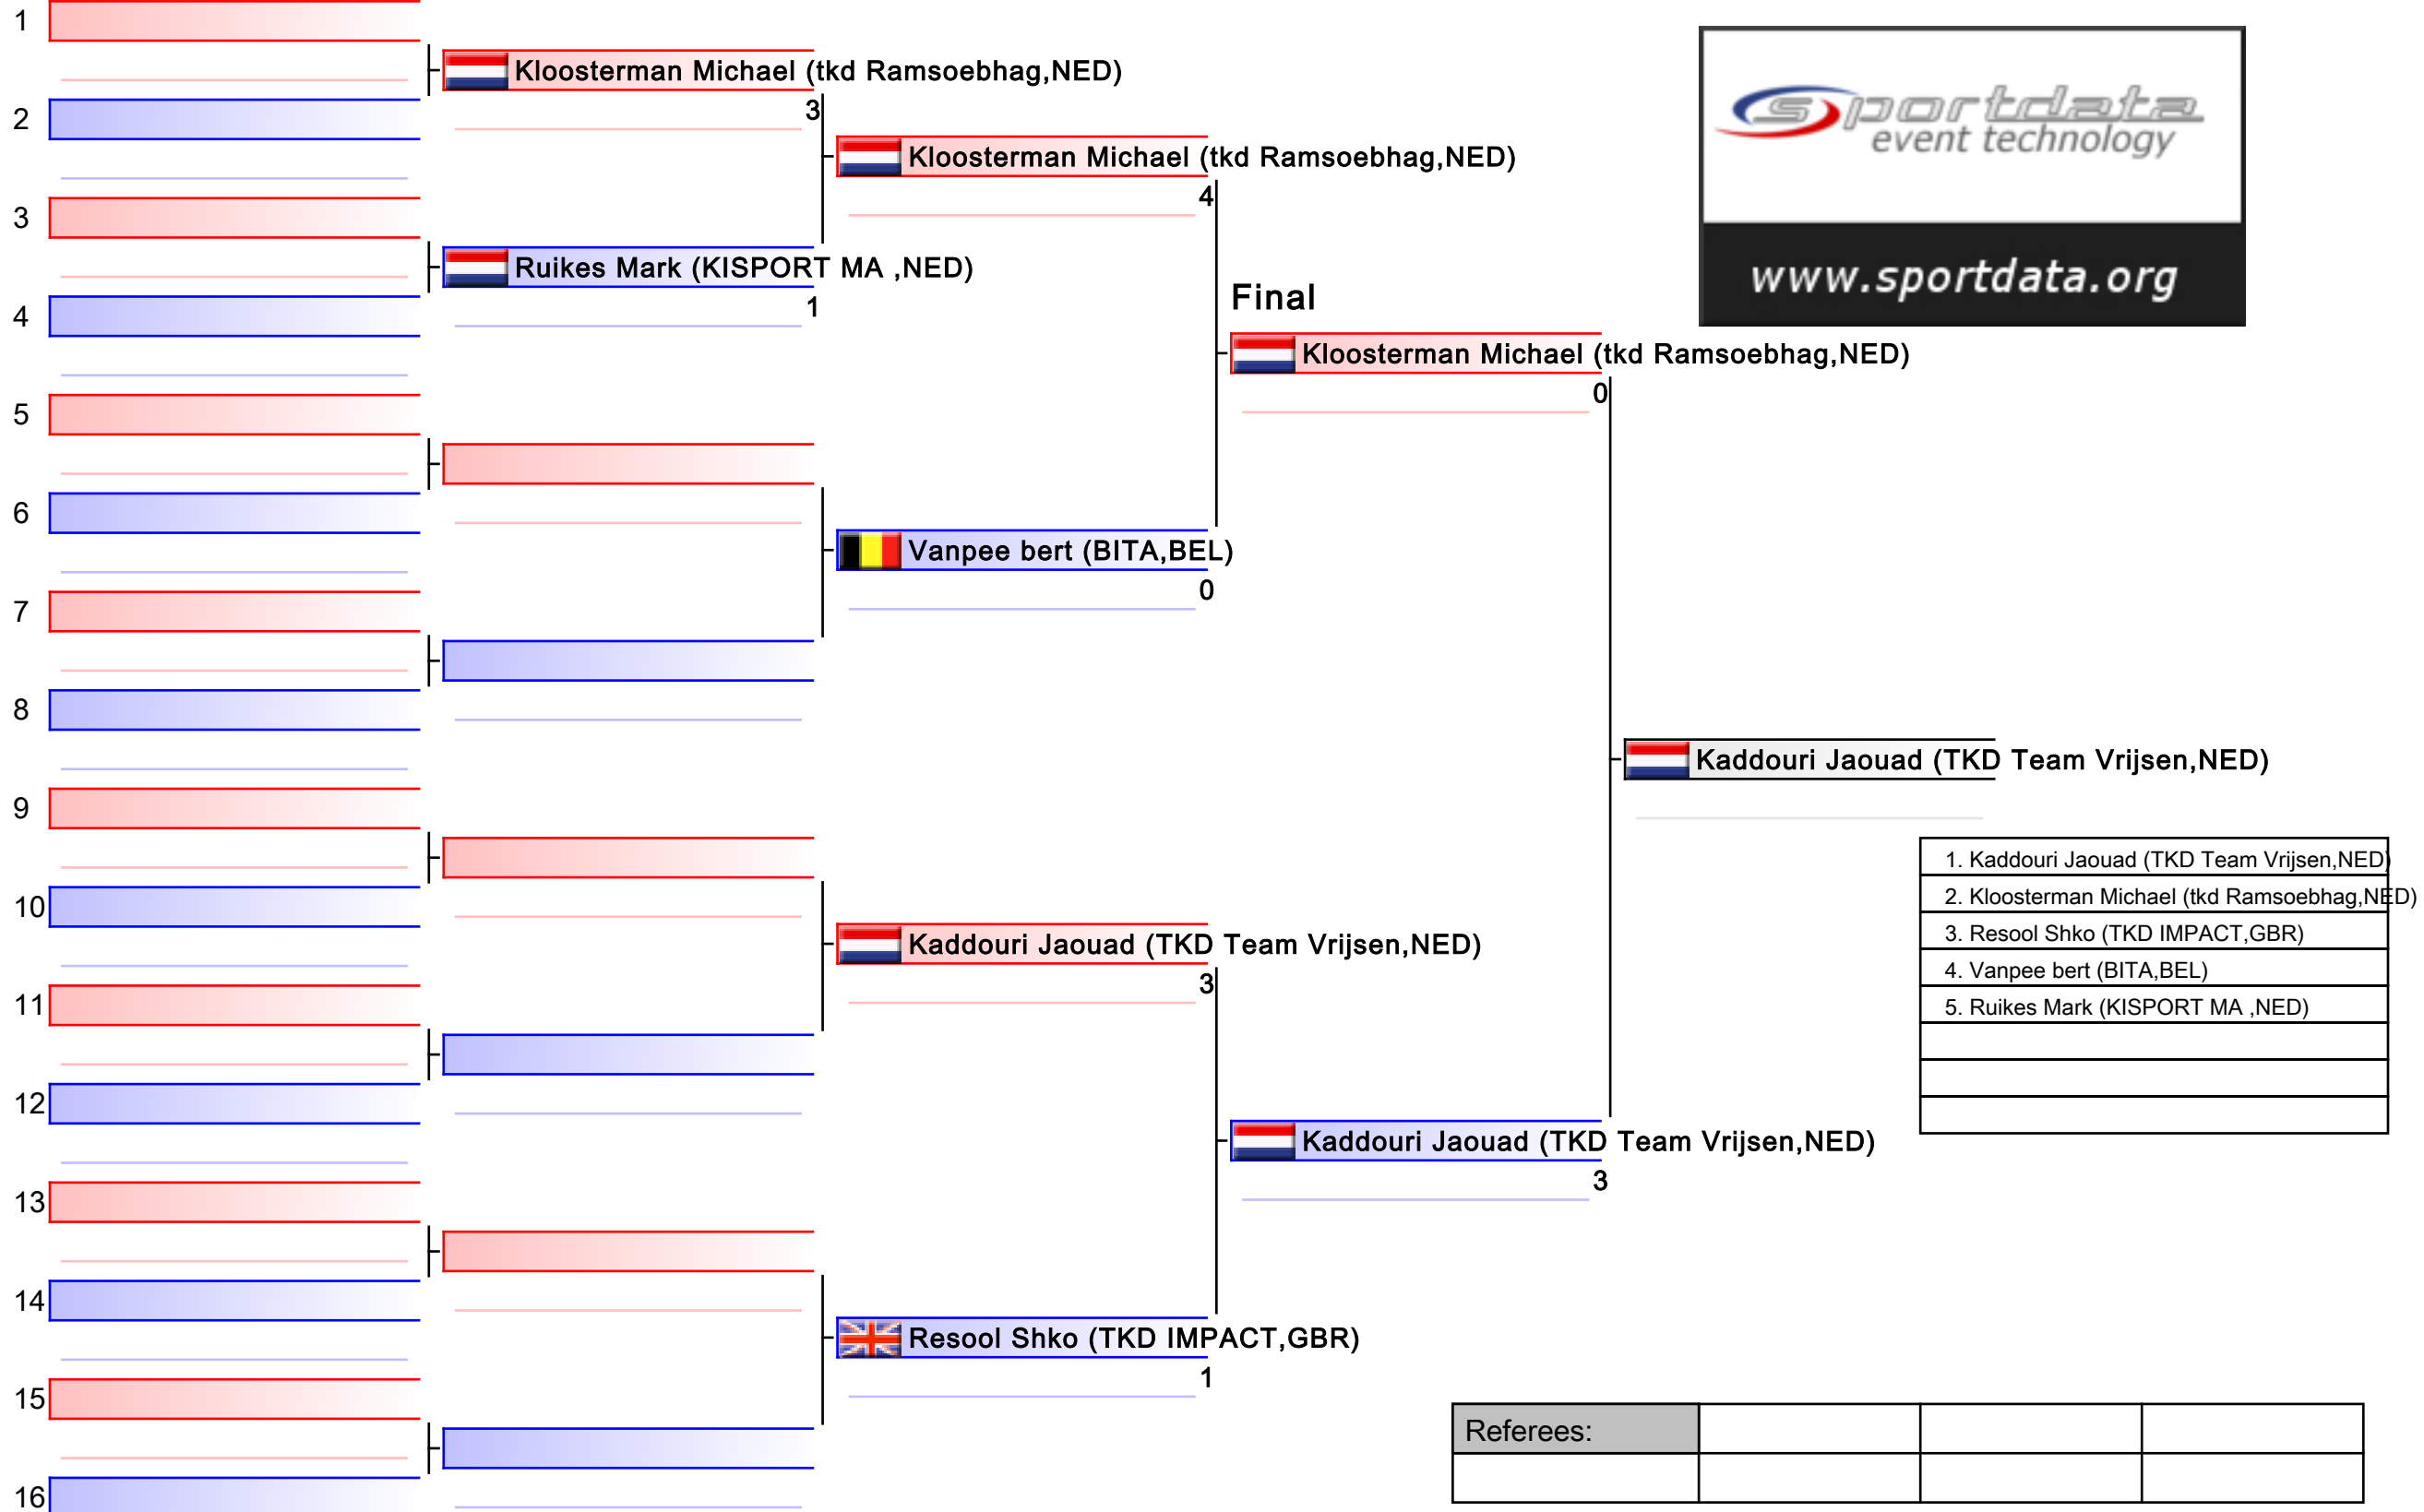 1
Kloosterman Michael (tkd Ramsoebhag,NED)
3
2
Kloosterman Michael (tkd Ramsoebhag,NED)
4
3
Ruikes Mark (KISPORT MA ,NED)
1
4
sportdata
event technology
www.sportdata.org
Final
Kloosterman Michael (tkd Ramsoebhag,NED)
0
5
6
Vanpee bert (BITA,BEL)
0
7
8
Kaddouri Jaouad (TKD Team Vrijsen,NED)
9
1. Kaddouri Jaouad (TKD Team Vrijsen,NED)
2. Kloosterman Michael (tkd Ramsoebhag,NED)
3. Resool Shko (TKD IMPACT,GBR)
4. Vanpee bert (BITA,BEL)
5. Ruikes Mark (KISPORT MA ,NED)
10
Kaddouri Jaouad (TKD Team Vrijsen,NED)
3
11
12
Kaddouri Jaouad (TKD Team Vrijsen,NED)
3
13
14
Resool Shko (TKD IMPACT,GBR)
1
15
Referees:
16